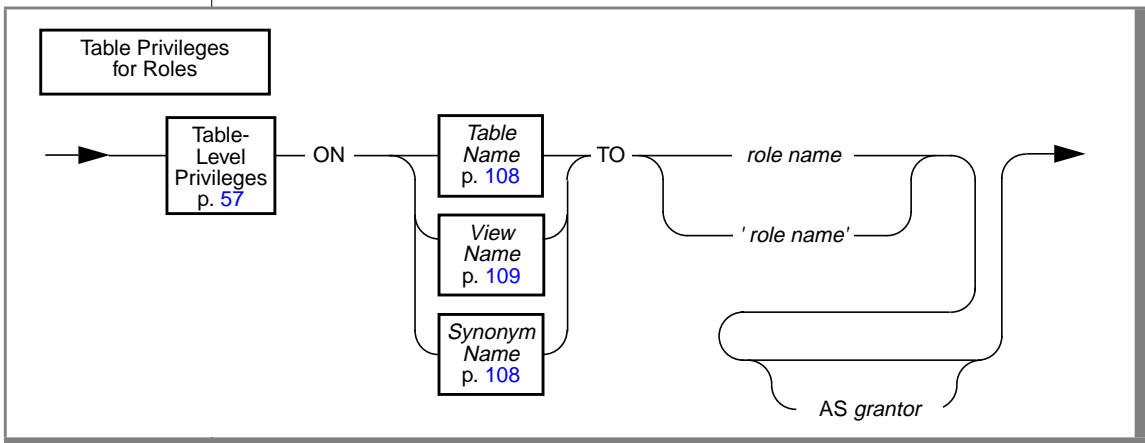 Table Privileges
for Roles
Table-
Level
Privileges
p. 57
ON
Table
Name
p. 108
View
Name
p. 109
Synonym
Name
p. 108
TO
role name
' role name'
AS grantor